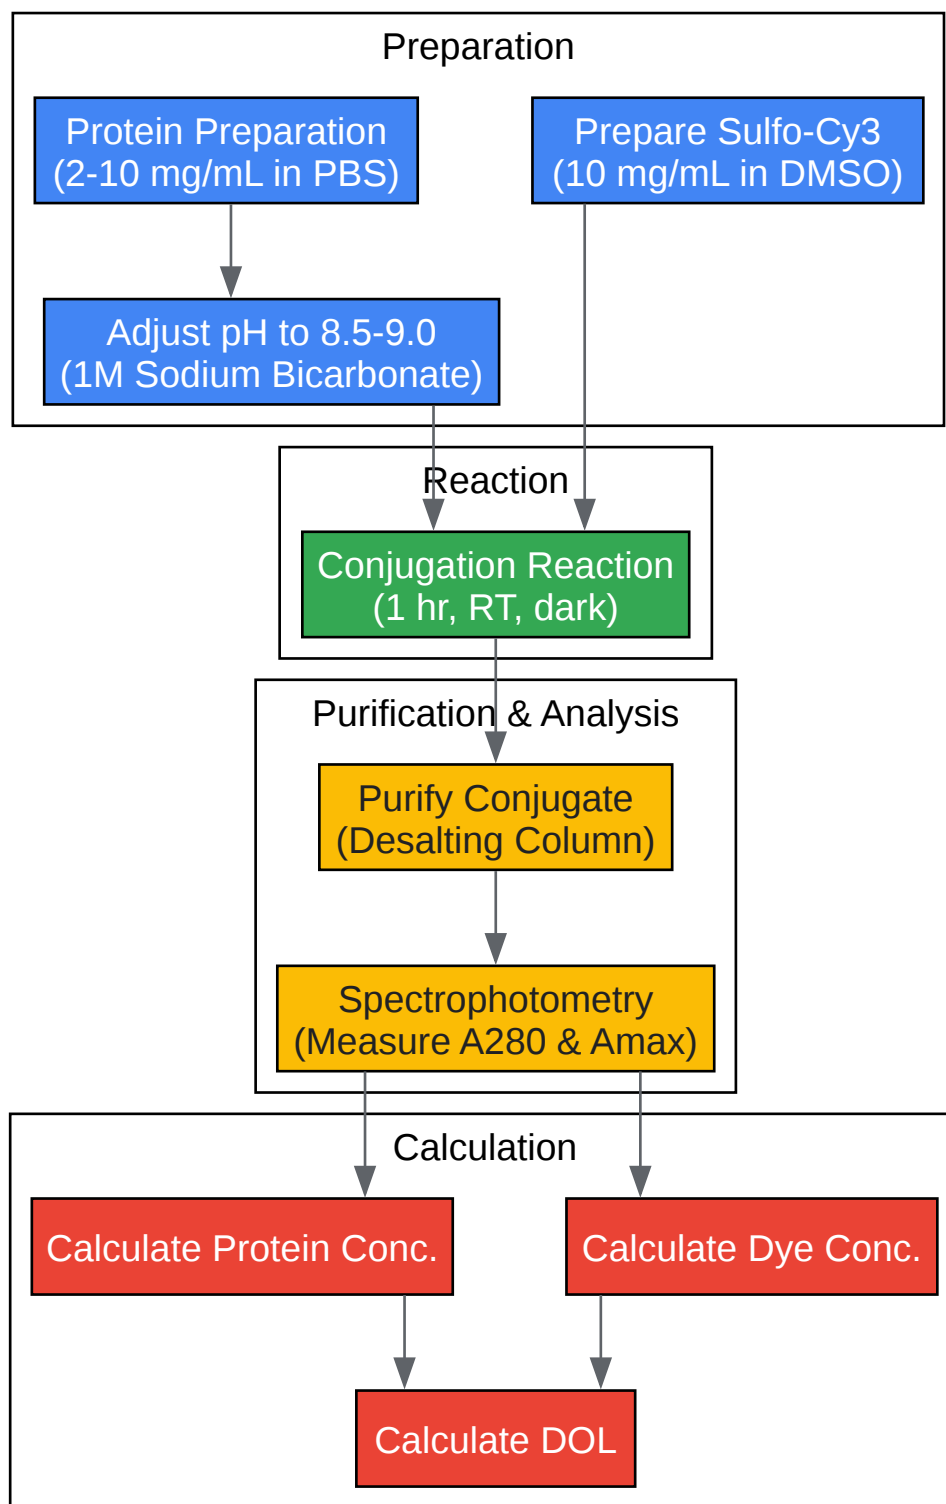 Preparation
Protein Preparation
(2-10 mg/mL in PBS)
Prepare Sulfo-Cy3
(10 mg/mL in DMSO)
Adjust pH to 8.5-9.0
(1M Sodium Bicarbonate)
Reaction
Conjugation Reaction
(1 hr, RT, dark)
Purification & Analysis
Purify Conjugate
(Desalting Column)
Spectrophotometry
(Measure A280 & Amax)
Calculation
Calculate Protein Conc.
Calculate Dye Conc.
Calculate DOL